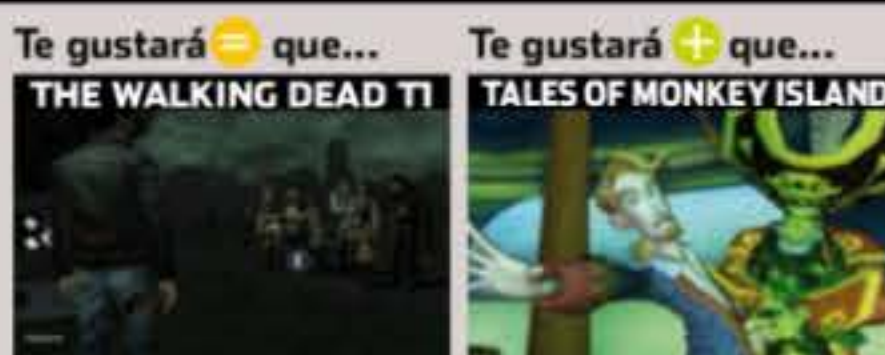 Te gustará = que...
THE WALKING DEAD T1
Te gustará + que...
TALES OF MONKEY ISLAND